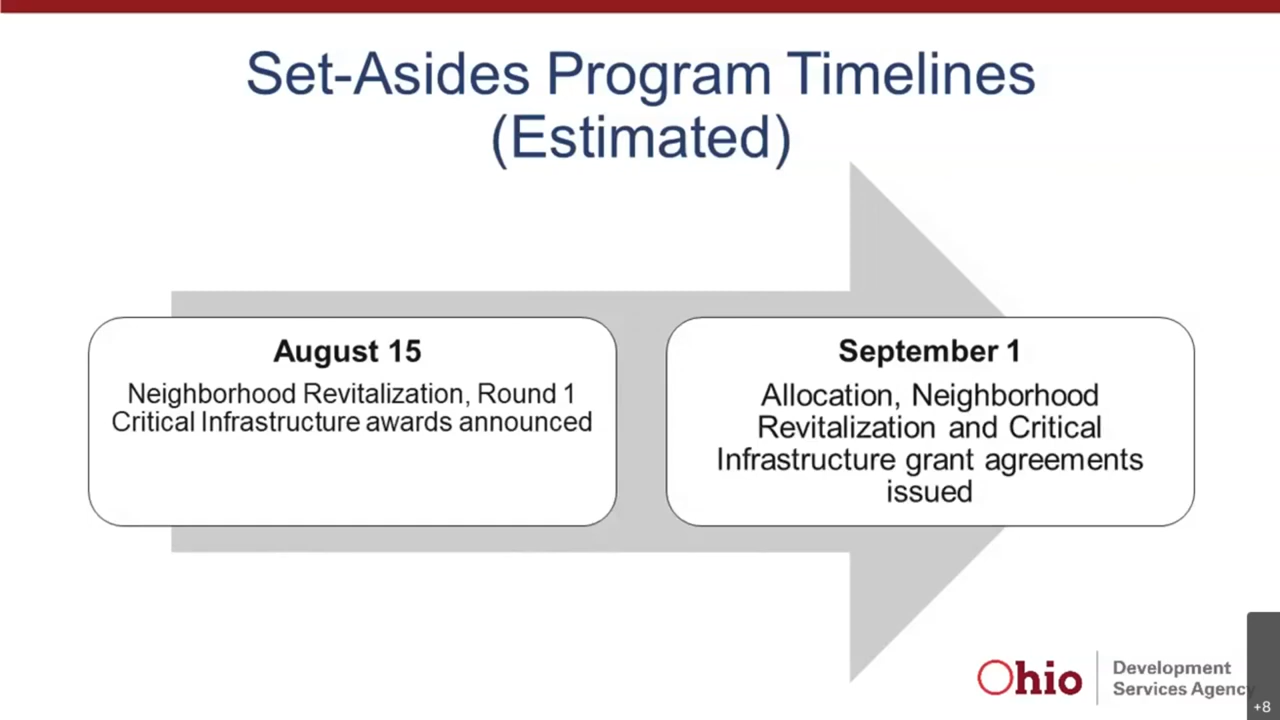 Set-Asides Program Timelines
(Estimated)
August 15
Neighborhood Revitalization, Round 1
Critical Infrastructure awards announced
September 1
Allocation, Neighborhood
Revitalization and Critical
Infrastructure grant agreements
issued
Ohio
Development
Services Agency
+8